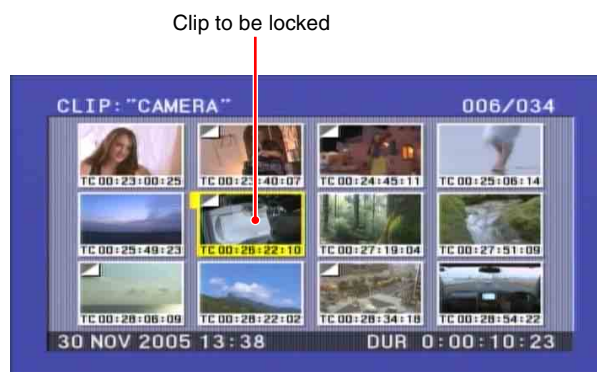 Clip to be locked
CLIP:"CAMERA" 006/034
TC 00:23:00:25 TC 00:23:40:07 TC 00:24:45:11 TC 00:25:06:14
TC 00:25:49:23 TC 00:26:22:10 TC 00:27:19:04 TC 00:27:51:09
TC 00:28:06:09 TC 00:28:22:02 TC 00:28:34:18 TC 00:28:54:22
30 NOV 2005 13:38 DUR 0:00:10:23